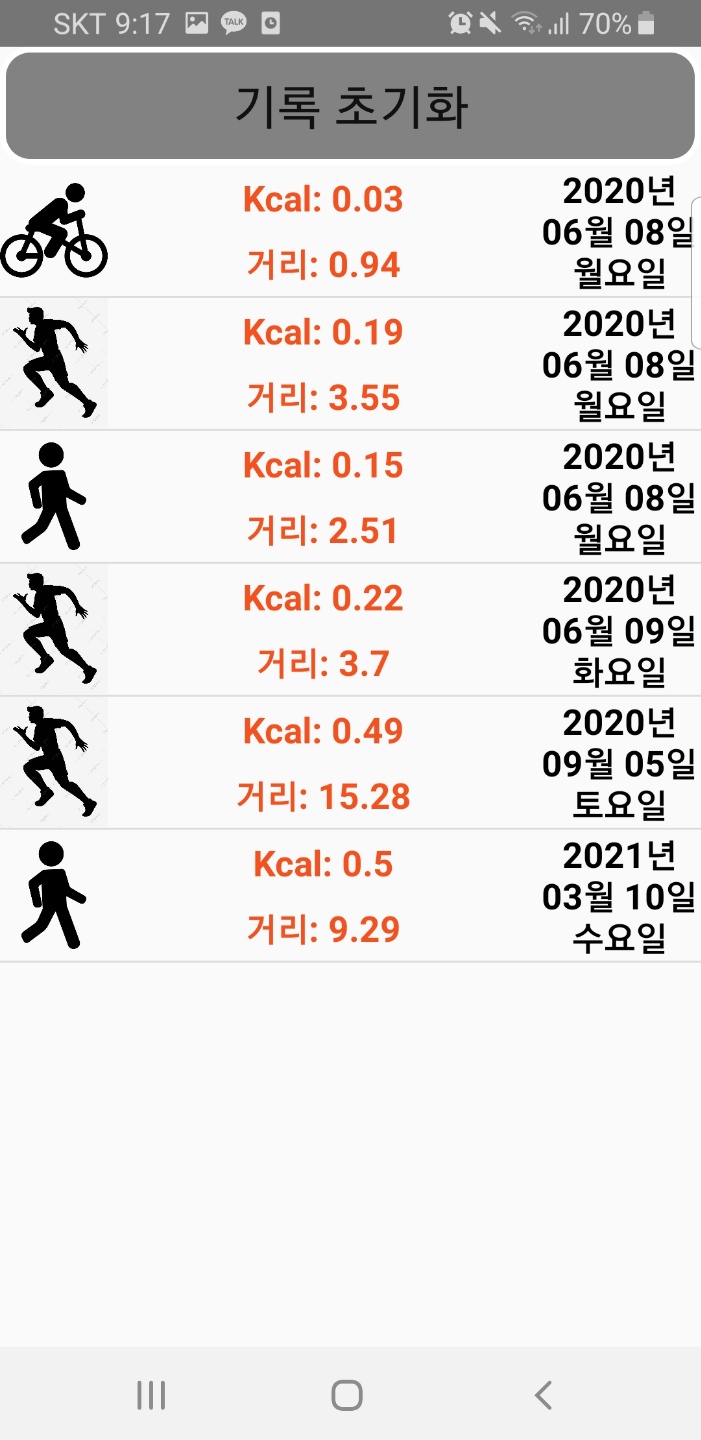 SKT 9:17 TALK 70%
기록 초기화
Kcal: 0.03
거리: 0.94
2020년
06월 08일
월요일
Kcal: 0.19
거리: 3.55
2020년
06월 08일
월요일
Kcal: 0.15
거리: 2.51
2020년
06월 08일
월요일
Kcal: 0.22
거리: 3.7
2020년
06월 09일
화요일
Kcal: 0.49
거리: 15.28
2020년
09월 05일
토요일
Kcal: 0.5
거리: 9.29
2021년
03월 10일
수요일